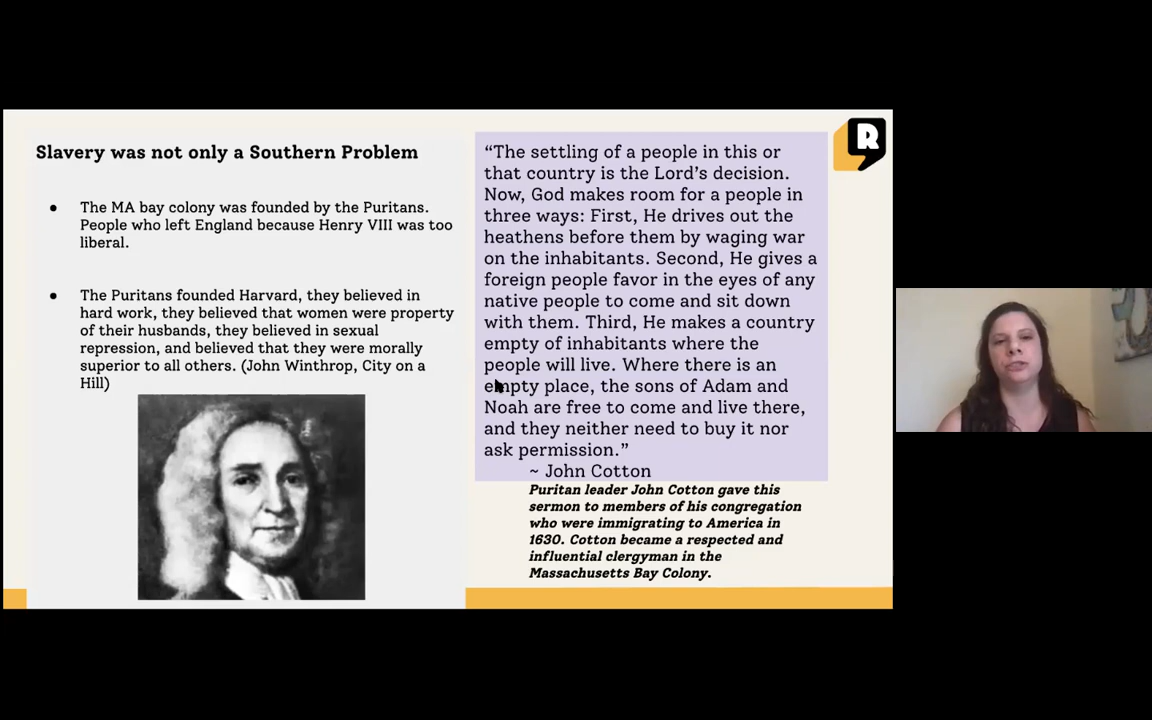 Slavery was not only a Southern Problem
● The MA bay colony was founded by the Puritans.
People who left England because Henry VIII was too
liberal.
● The Puritans founded Harvard, they believed in
hard work, they believed that women were property
of their husbands, they believed in sexual
repression, and believed that they were morally
superior to all others. (John Winthrop, City on a
Hill)
“The settling of a people in this or
that country is the Lord’s decision.
Now, God makes room for a people in
three ways: First, He drives out the
heathens before them by waging war
on the inhabitants. Second, He gives a
foreign people favor in the eyes of any
native people to come and sit down
with them. Third, He makes a country
empty of inhabitants where the
people will live. Where there is an
empty place, the sons of Adam and
Noah are free to come and live there,
and they neither need to buy it nor
ask permission.”
~ John Cotton
Puritan leader John Cotton gave this
sermon to members of his congregation
who were immigrating to America in
1630. Cotton became a respected and
influential clergyman in the
Massachusetts Bay Colony.
R